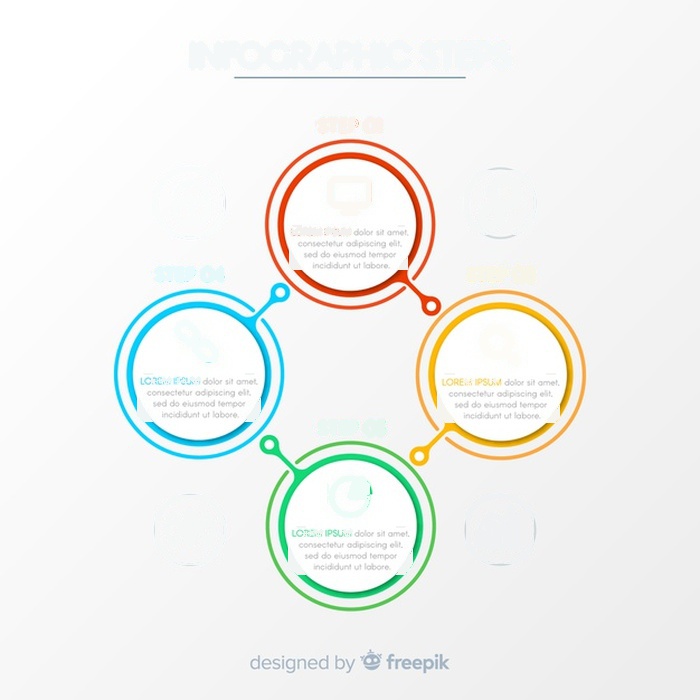 INFOGRAPHIC STEPS
STEP 01
LOREM IPSUM dolor sit amet,
consectetur adipiscing elit,
sed do eiusmod tempor
incididunt ut labore.
STEP 04
LOREM IPSUM dolor sit amet,
consectetur adipiscing elit,
sed do eiusmod tempor
incididunt ut labore.
LOREM IPSUM dolor sit amet,
consectetur adipiscing elit,
sed do eiusmod tempor
incididunt ut labore.
STEP 03
LOREM IPSUM dolor sit amet,
consectetur adipiscing elit,
sed do eiusmod tempor
incididunt ut labore.
designed by freepik